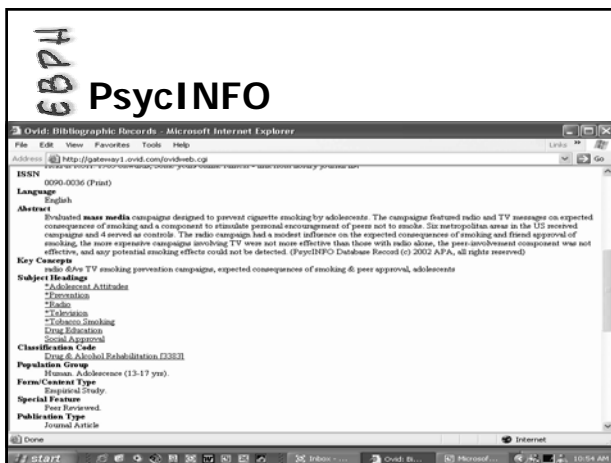 EBPH
PsycINFO
Ovid: Bibliographic Records - Microsoft Internet Explorer
File Edit View Favorites Tools Help
Links
Address http://gateway1.ovid.com/ovidweb.cgi
Go
ISSN
0090-0036 (Print)
Language
English
Abstract
Evaluated mass media campaigns designed to prevent cigarette smoking by adolescents. The campaigns featured radio and TV messages on expected
consequences of smoking and a component to stimulate personal encouragement of peers not to smoke. Six metropolitan areas in the US received
campaigns and 4 served as controls. The radio campaign had a modest influence on the expected consequences of smoking and friend approval of
smoking, the more expensive campaigns involving TV were not more effective than those with radio alone, the peer-involvement component was not
effective, and any potential smoking effects could not be detected. (PsycINFO Database Record (c) 2002 APA, all rights reserved)
Key Concepts
radio &/vs TV smoking prevention campaigns, expected consequences of smoking & peer approval, adolescents
Subject Headings
*Adolescent Attitudes
*Prevention
*Radio
*Television
*Tobacco Smoking
Drug Education
Social Approval
Classification Code
Drug & Alcohol Rehabilitation [3383]
Population Group
Human. Adolescence (13-17 yrs).
Form/Content Type
Empirical Study.
Special Feature
Peer Reviewed.
Publication Type
Journal Article
Done
Internet
start
Inbox - ...
Ovid: Bi...
Microsof...
10:54 AM